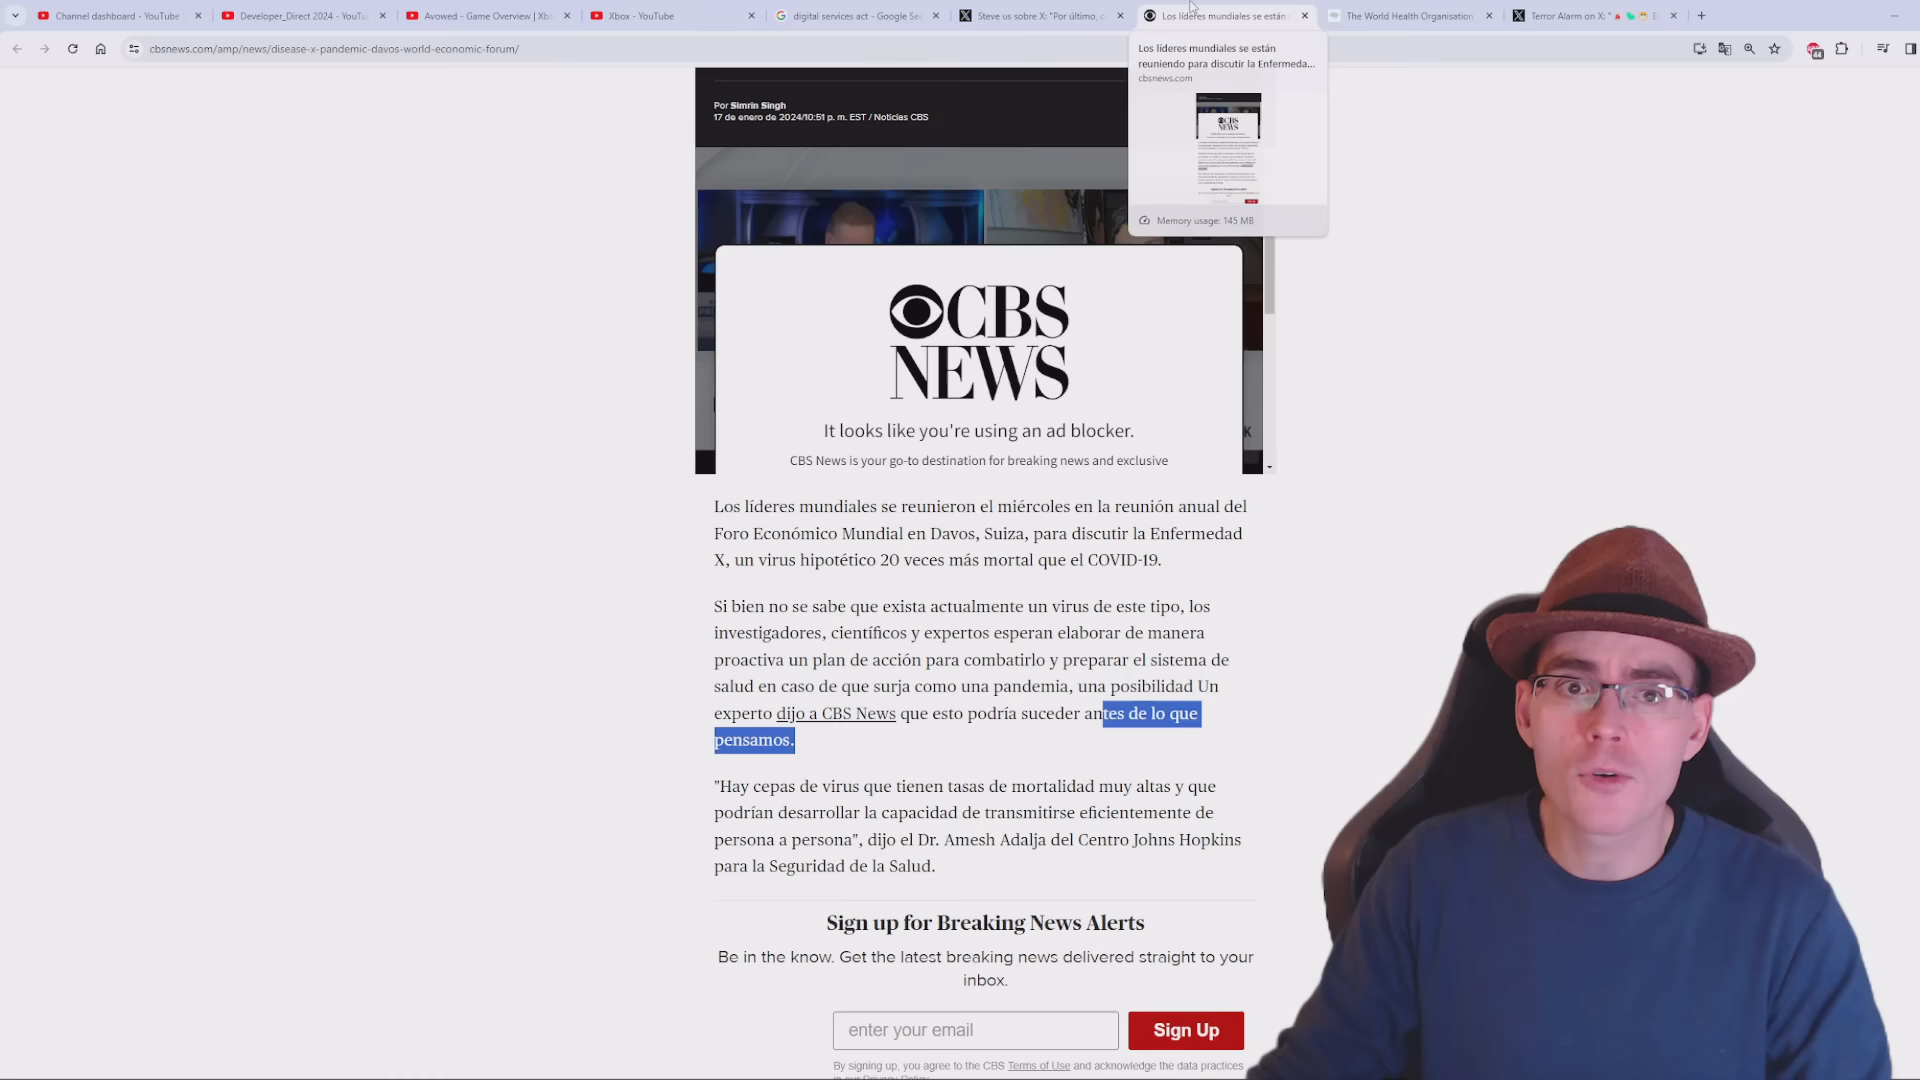 Channel dashboard - YouTube
Developer_Direct 2024 - YouTu
Avowed - Game Overview | Xb
Xbox - YouTube
digital services act - Google Se
Steve us sobre X: "Por último, c
Los líderes mundiales se están
The World Health Organisation
Terror Alarm on X: "
cbsnews.com/amp/news/disease-x-pandemic-davos-world-economic-forum/
44
Los líderes mundiales se están
reuniendo para discutir la Enfermeda...
cbsnews.com
CBS
NEWS
Memory usage: 145 MB
Por Simrin Singh
17 de enero de 2024/10:51 p. m. EST / Noticias CBS
CBS
NEWS
It looks like you're using an ad blocker.
K
CBS News is your go-to destination for breaking news and exclusive
Los líderes mundiales se reunieron el miércoles en la reunión anual del
Foro Económico Mundial en Davos, Suiza, para discutir la Enfermedad
X, un virus hipotético 20 veces más mortal que el COVID-19.
Si bien no se sabe que exista actualmente un virus de este tipo, los
investigadores, científicos y expertos esperan elaborar de manera
proactiva un plan de acción para combatirlo y preparar el sistema de
salud en caso de que surja como una pandemia, una posibilidad Un
experto dijo a CBS News que esto podría suceder antes de lo que
pensamos.
"Hay cepas de virus que tienen tasas de mortalidad muy altas y que
podrían desarrollar la capacidad de transmitirse eficientemente de
persona a persona", dijo el Dr. Amesh Adalja del Centro Johns Hopkins
para la Seguridad de la Salud.
Sign up for Breaking News Alerts
Be in the know. Get the latest breaking news delivered straight to your
inbox.
enter your email
Sign Up
By signing up, you agree to the CBS Terms of Use and acknowledge the data practices
in our Privacy Policy.